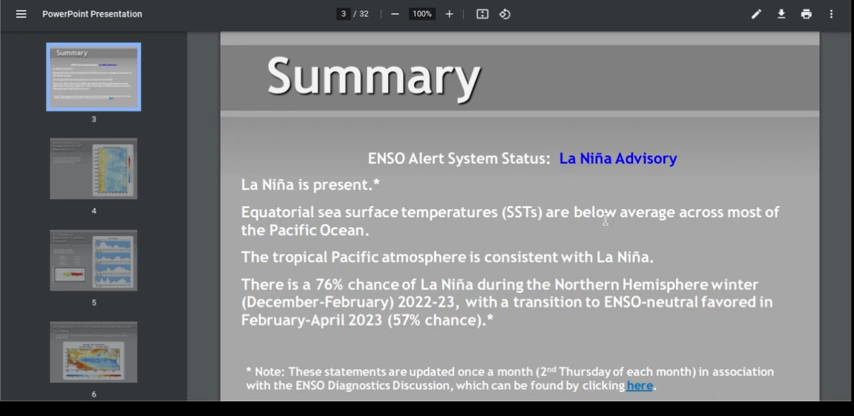 PowerPoint Presentation
3 / 32
100%
Summary
3
4
5
6
Summary
ENSO Alert System Status: La Niña Advisory
La Niña is present.*
Equatorial sea surface temperatures (SSTs) are below average across most of
the Pacific Ocean.
The tropical Pacific atmosphere is consistent with La Niña.
There is a 76% chance of La Niña during the Northern Hemisphere winter
(December-February) 2022-23, with a transition to ENSO-neutral favored in
February-April 2023 (57% chance).*
* Note: These statements are updated once a month (2nd Thursday of each month) in association
with the ENSO Diagnostics Discussion, which can be found by clicking here.